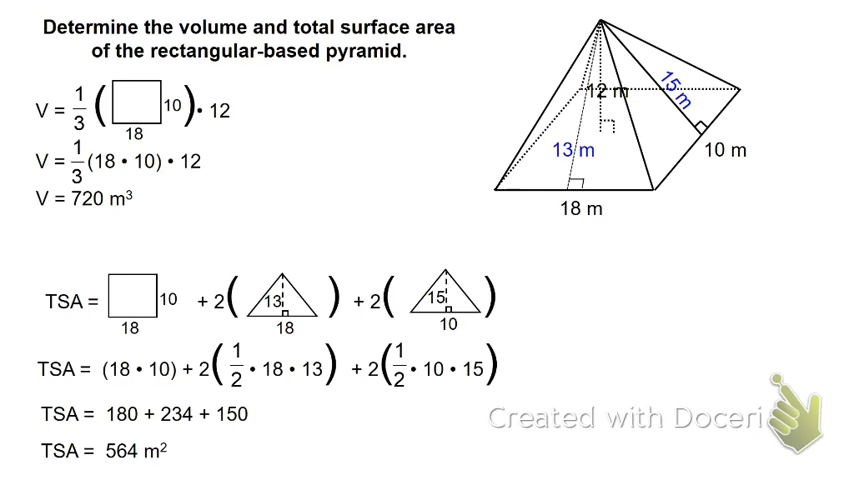 Determine the volume and total surface area
of the rectangular-based pyramid.
V = 1/3 ( 10 18 ) • 12
V = 1/3 (18 • 10) • 12
V = 720 m³
12 m
15 m
13 m
10 m
18 m
TSA = 10 18 + 2( 13 18 ) + 2( 15 10 )
TSA = (18 • 10) + 2(1/2 • 18 • 13) + 2(1/2 • 10 • 15)
TSA = 180 + 234 + 150
TSA = 564 m²
Created with Doceri